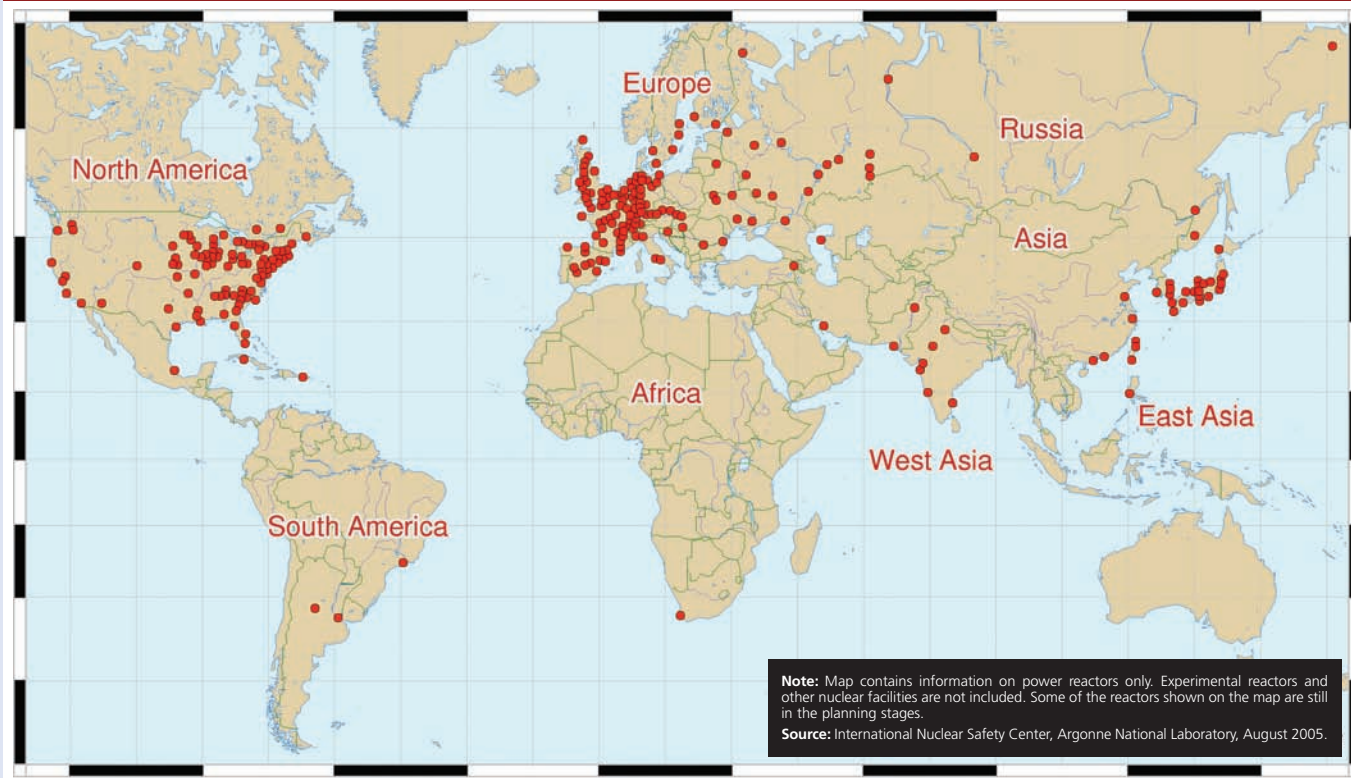 Europe
Russia
North America
Asia
Africa
East Asia
West Asia
South America
Note: Map contains information on power reactors only. Experimental reactors and
other nuclear facilities are not included. Some of the reactors shown on the map are still
in the planning stages.
Source: International Nuclear Safety Center, Argonne National Laboratory, August 2005.